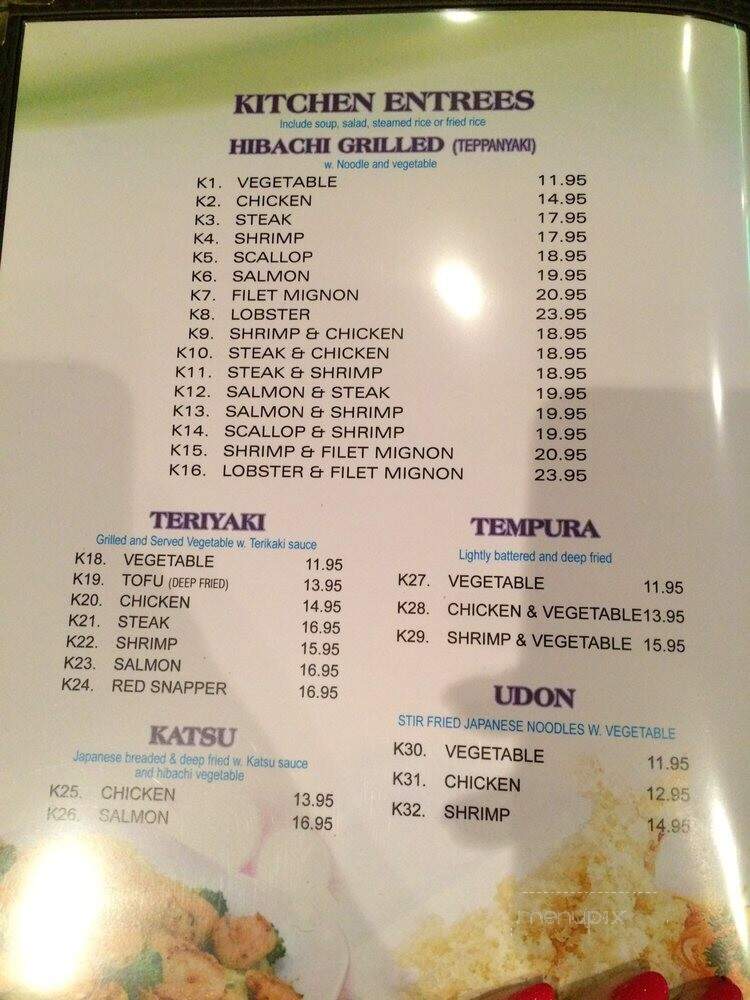 KITCHEN ENTREES
Include soup, salad, steamed rice or fried rice
HIBACHI GRILLED (TEPPANYAKI)
w. Noodle and vegetable
K1. VEGETABLE 11.95
K2. CHICKEN 14.95
K3. STEAK 17.95
K4. SHRIMP 17.95
K5. SCALLOP 18.95
K6. SALMON 19.95
K7. FILET MIGNON 20.95
K8. LOBSTER 23.95
K9. SHRIMP & CHICKEN 18.95
K10. STEAK & CHICKEN 18.95
K11. STEAK & SHRIMP 18.95
K12. SALMON & STEAK 19.95
K13. SALMON & SHRIMP 19.95
K14. SCALLOP & SHRIMP 19.95
K15. SHRIMP & FILET MIGNON 20.95
K16. LOBSTER & FILET MIGNON 23.95
TERIYAKI
Grilled and Served Vegetable w. Terikaki sauce
K18. VEGETABLE 11.95
K19. TOFU (DEEP FRIED) 13.95
K20. CHICKEN 14.95
K21. STEAK 16.95
K22. SHRIMP 15.95
K23. SALMON 16.95
K24. RED SNAPPER 16.95
KATSU
Japanese breaded & deep fried w. Katsu sauce
and hibachi vegetable
K25. CHICKEN 13.95
K26. SALMON 16.95
TEMPURA
Lightly battered and deep fried
K27. VEGETABLE 11.95
K28. CHICKEN & VEGETABLE 13.95
K29. SHRIMP & VEGETABLE 15.95
UDON
STIR FRIED JAPANESE NOODLES W. VEGETABLE
K30. VEGETABLE 11.95
K31. CHICKEN 12.95
K32. SHRIMP 14.95
menupix